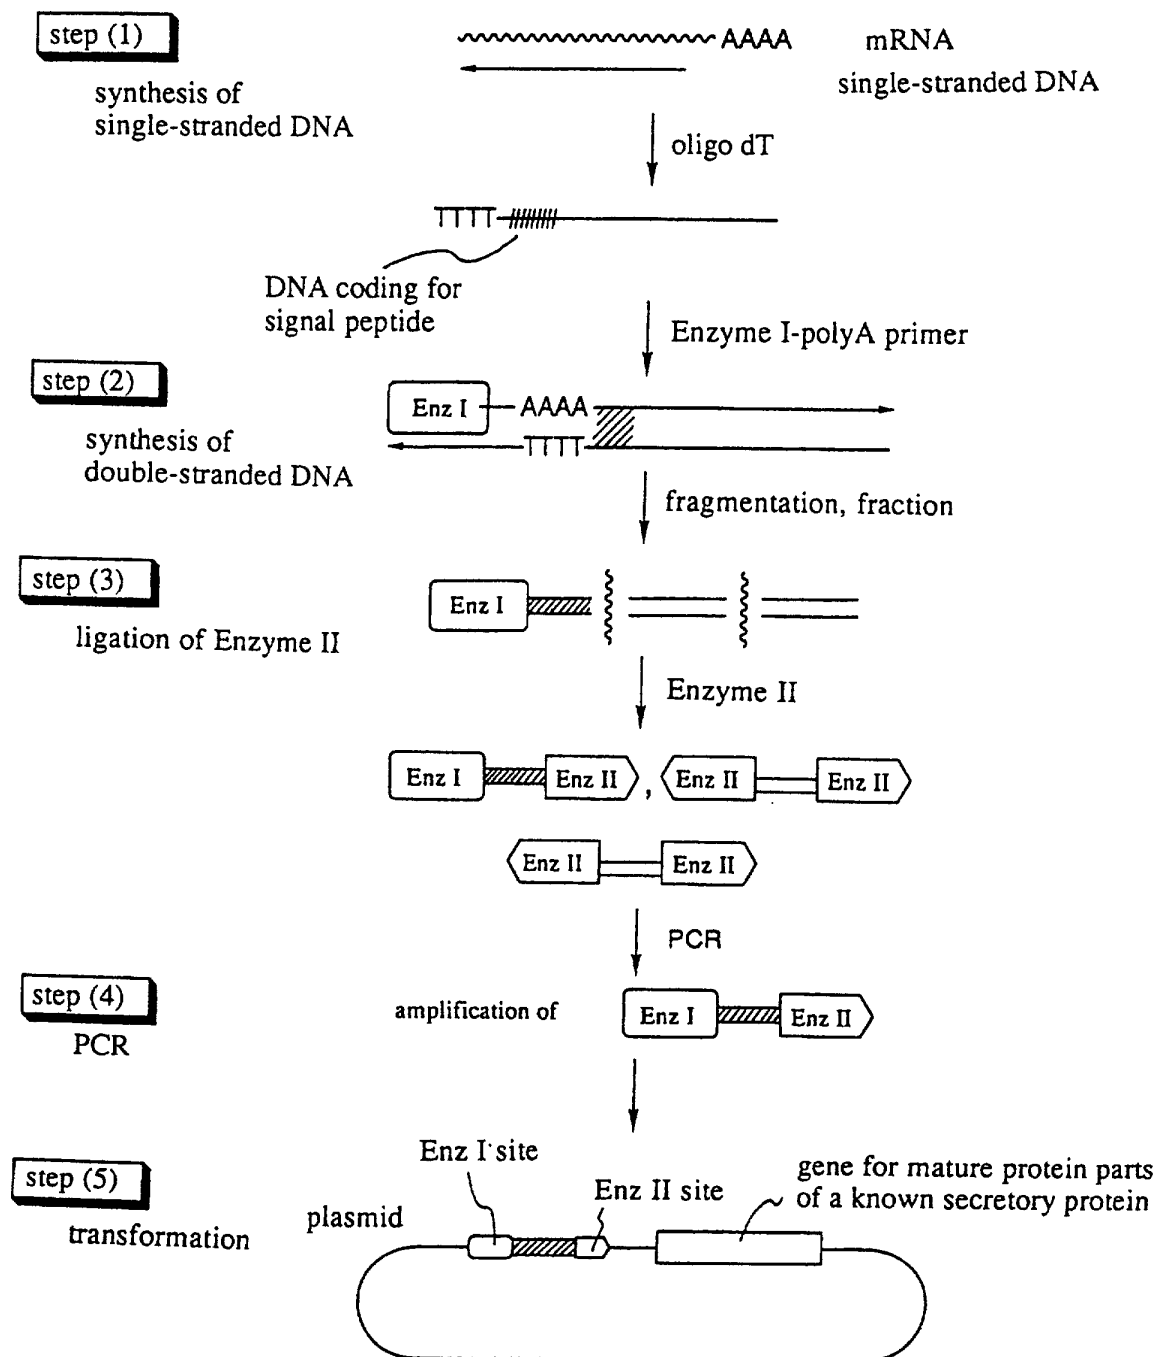 step (1)
AAAA
mRNA
single-stranded DNA
synthesis of
single-stranded DNA
oligo dT
TTTT
DNA coding for
signal peptide
Enzyme I-polyA primer
step (2)
Enz I
AAAA
TTTT
synthesis of
double-stranded DNA
fragmentation, fraction
step (3)
Enz I
ligation of Enzyme II
Enzyme II
Enz I
Enz II
,
Enz II
Enz II
Enz II
Enz II
PCR
step (4)
PCR
amplification of
Enz I
Enz II
step (5)
transformation
Enz I site
Enz II site
plasmid
gene for mature protein parts
of a known secretory protein